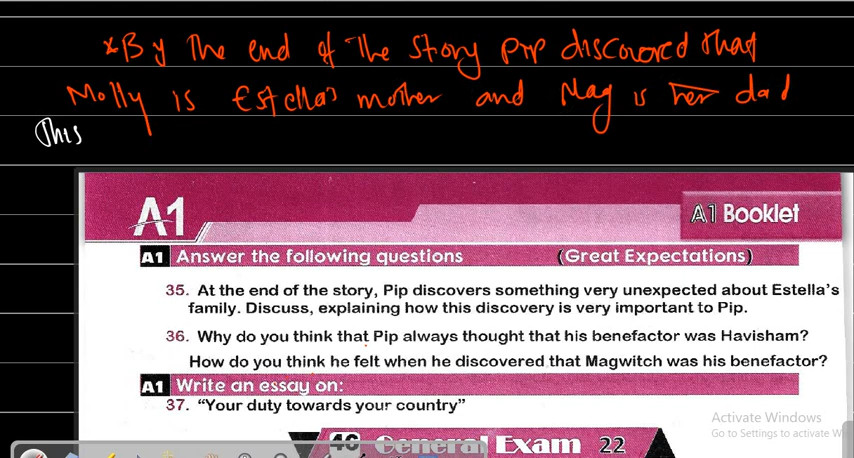 *By the end of the story Pip discovered that
Molly is Estella's mother and Mag is her dad
This
A1
A1 Booklet
A1 Answer the following questions (Great Expectations)
35. At the end of the story, Pip discovers something very unexpected about Estella's
family. Discuss, explaining how this discovery is very important to Pip.
36. Why do you think that Pip always thought that his benefactor was Havisham?
How do you think he felt when he discovered that Magwitch was his benefactor?
A1 Write an essay on:
37. "Your duty towards your country"
Activate Windows
Go to Settings to activate W
46 General Exam 22